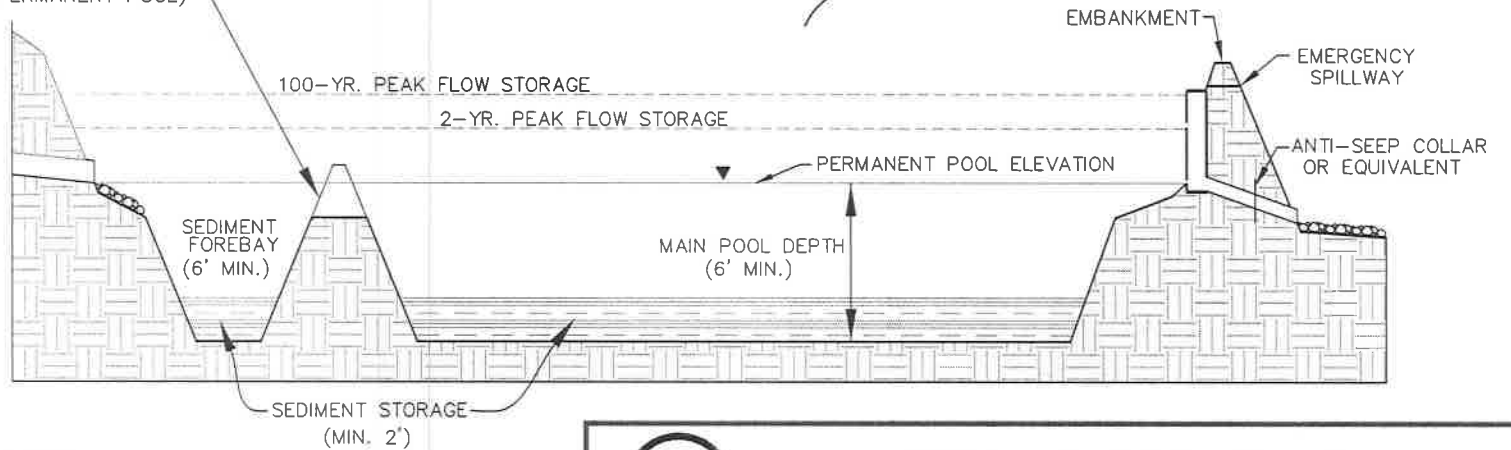 EMBANKMENT
EMERGENCY
SPILLWAY
100-YR. PEAK FLOW STORAGE
2-YR. PEAK FLOW STORAGE
ANTI-SEEP COLLAR
OR EQUIVALENT
PERMANENT POOL ELEVATION
SEDIMENT
FOREBAY
(6' MIN.)
MAIN POOL DEPTH
(6' MIN.)
SEDIMENT STORAGE
(MIN. 2')